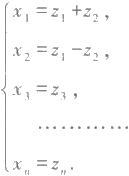 x₁ = z₁ + z₂ ,
x₂ = z₁ − z₂ ,
x₃ = z₃ ,
…………
xₙ = zₙ .